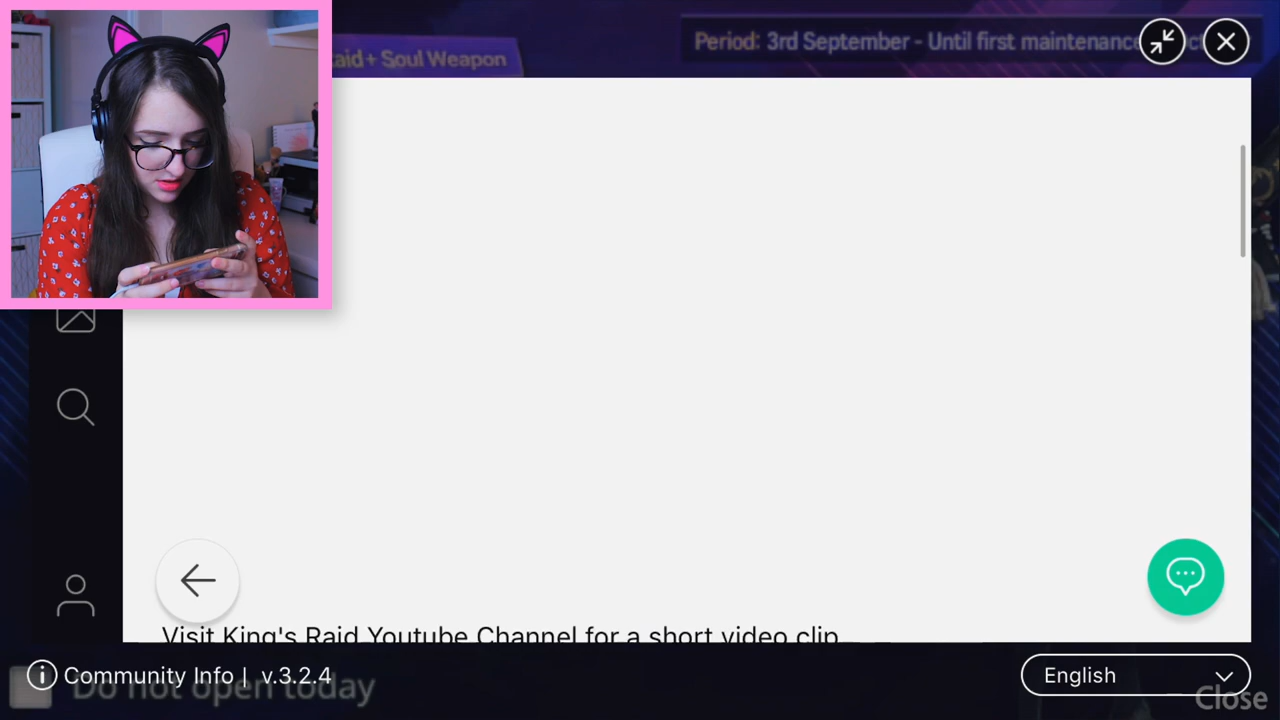 Period: 3rd September - Until first maintenance
aid + Soul Weapon
Visit King's Raid Youtube Channel for a short video clip
Community Info | v.3.2.4
English
Do not open today
Close